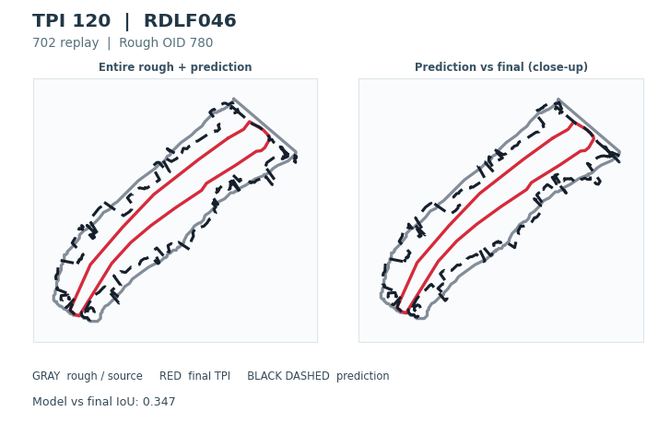 TPI 120 | RDLF046
702 replay | Rough OID 780
Entire rough + prediction
Prediction vs final (close-up)
GRAY rough / source RED final TPI BLACK DASHED prediction
Model vs final IoU: 0.347